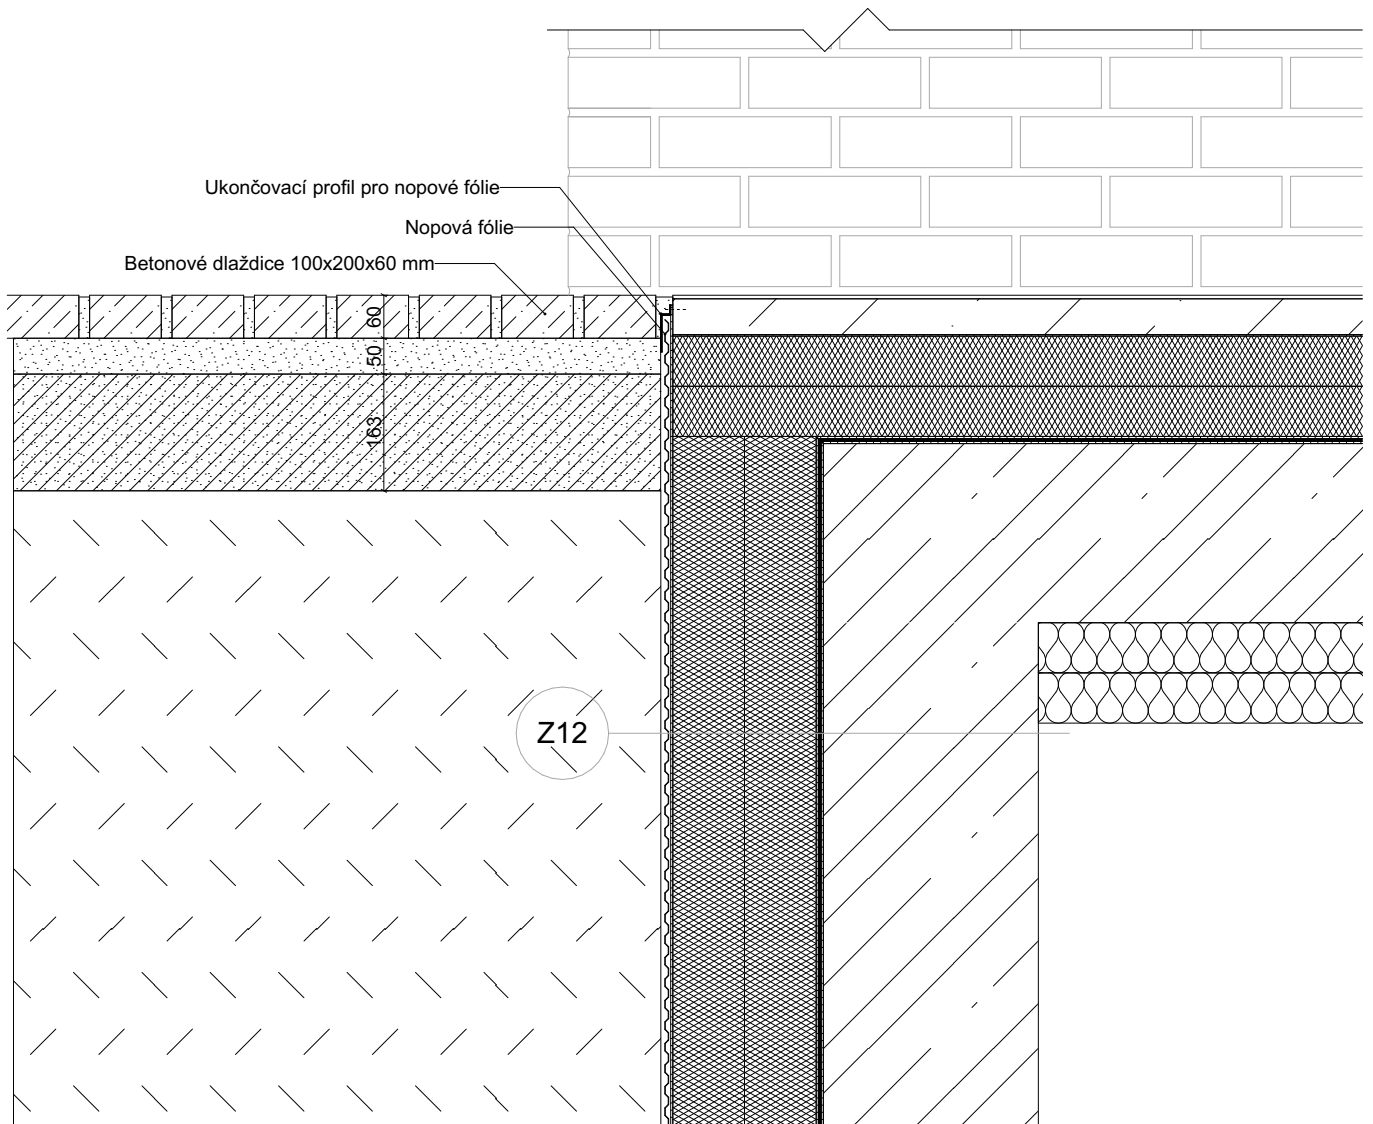 Ukončovací profil pro nopové fólie
Nopová fólie
Betonové dlaždice 100x200x60 mm
60
50
163
Z12